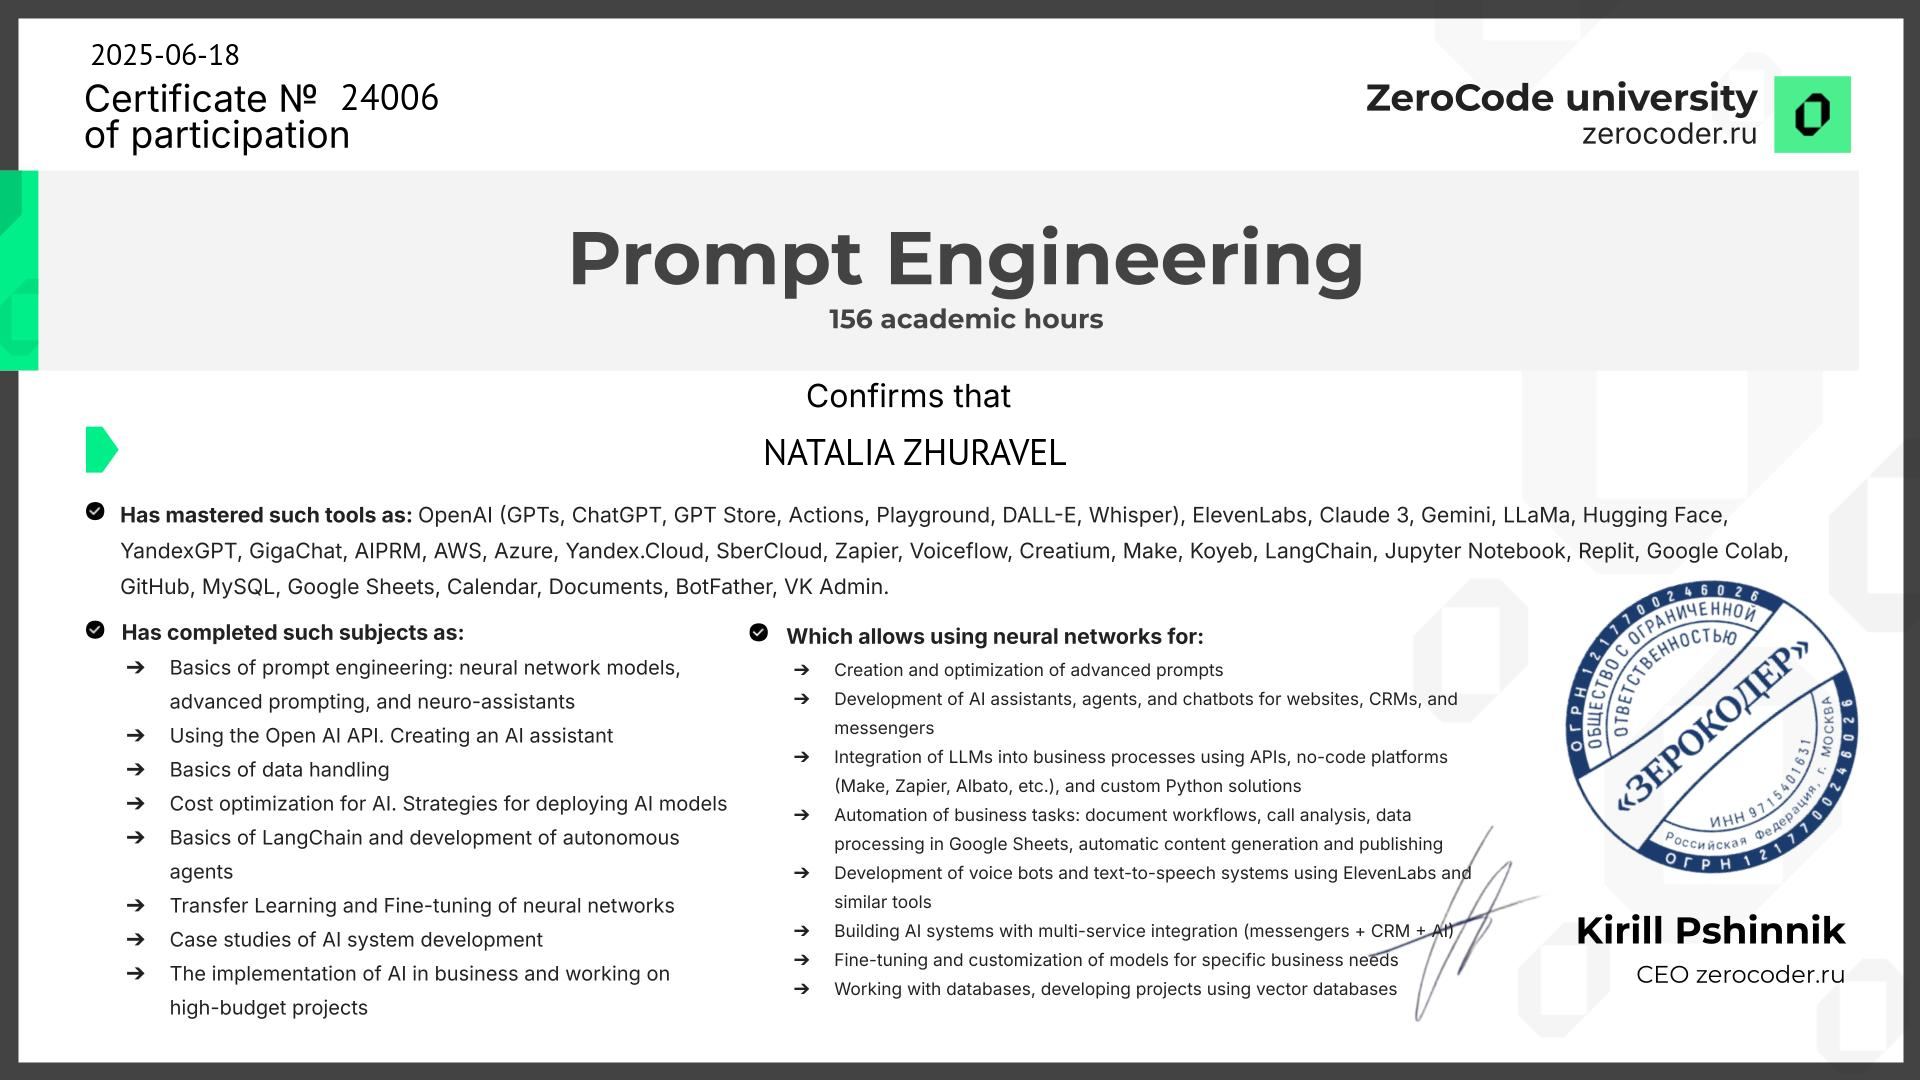 2025-06-18
Certificate № 24006
of participation
ZeroCode university
zerocoder.ru
Prompt Engineering
156 academic hours
Confirms that
NATALIA ZHURAVEL
Has mastered such tools as: OpenAI (GPTs, ChatGPT, GPT Store, Actions, Playground, DALL-E, Whisper), ElevenLabs, Claude 3, Gemini, LLaMa, Hugging Face,
YandexGPT, GigaChat, AIPRM, AWS, Azure, Yandex.Cloud, SberCloud, Zapier, Voiceflow, Creatium, Make, Koyeb, LangChain, Jupyter Notebook, Replit, Google Colab,
GitHub, MySQL, Google Sheets, Calendar, Documents, BotFather, VK Admin.
Has completed such subjects as:
➔ Basics of prompt engineering: neural network models,
advanced prompting, and neuro-assistants
➔ Using the Open AI API. Creating an AI assistant
➔ Basics of data handling
➔ Cost optimization for AI. Strategies for deploying AI models
➔ Basics of LangChain and development of autonomous
agents
➔ Transfer Learning and Fine-tuning of neural networks
➔ Case studies of AI system development
➔ The implementation of AI in business and working on
high-budget projects
Which allows using neural networks for:
➔ Creation and optimization of advanced prompts
➔ Development of AI assistants, agents, and chatbots for websites, CRMs, and
messengers
➔ Integration of LLMs into business processes using APIs, no-code platforms
(Make, Zapier, Albato, etc.), and custom Python solutions
➔ Automation of business tasks: document workflows, call analysis, data
processing in Google Sheets, automatic content generation and publishing
➔ Development of voice bots and text-to-speech systems using ElevenLabs and
similar tools
➔ Building AI systems with multi-service integration (messengers + CRM + AI)
➔ Fine-tuning and customization of models for specific business needs
➔ Working with databases, developing projects using vector databases
ОГРН 1217700246026
ОБЩЕСТВО С ОГРАНИЧЕННОЙ
ОТВЕТСТВЕННОСТЬЮ
«ЗЕРОКОДЕР»
ИНН 9715401631
Российская Федерация, г. МОСКВА
ОГРН 1217700246026
Kirill Pshinnik
CEO zerocoder.ru